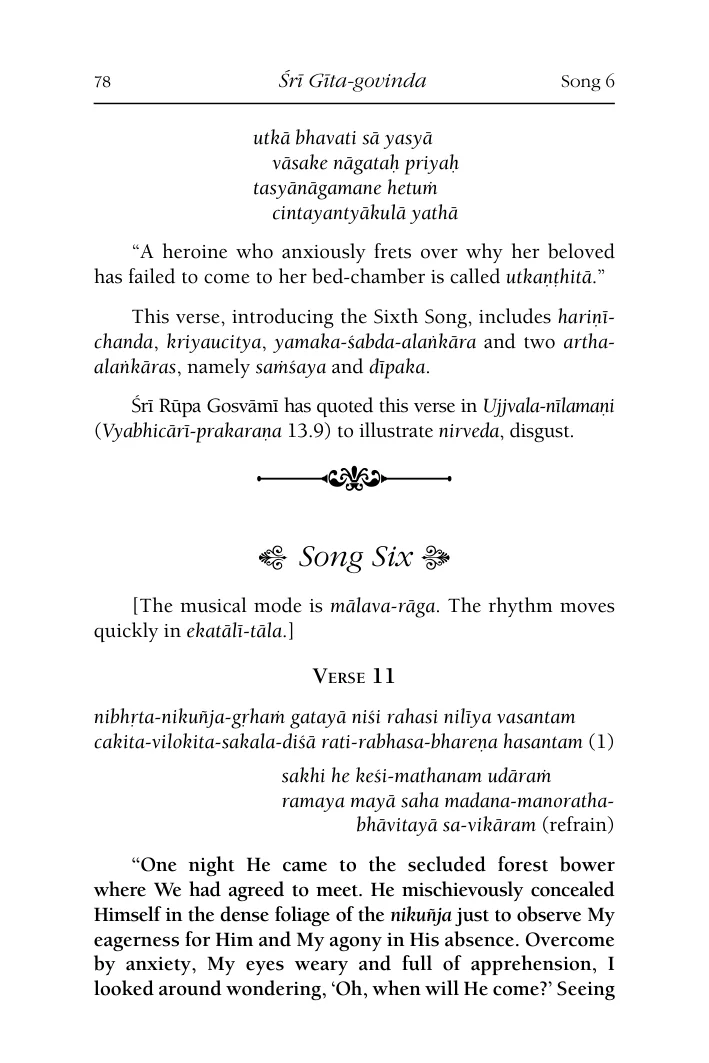 78 Śrī Gīta-govinda Song 6
utkā bhavati sā yasyā
vāsake nāgataḥ priyaḥ
tasyānāgamane hetuṁ
cintayantyākulā yathā
“A heroine who anxiously frets over why her beloved
has failed to come to her bed-chamber is called utkaṇṭhitā.”
This verse, introducing the Sixth Song, includes hariṇī-
chanda, kriyaucitya, yamaka-śabda-alaṅkāra and two artha-
alaṅkāras, namely saṁśaya and dīpaka.
Śrī Rūpa Gosvāmī has quoted this verse in Ujjvala-nīlamaṇi
(Vyabhicārī-prakaraṇa 13.9) to illustrate nirveda, disgust.
Song Six
[The musical mode is mālava-rāga. The rhythm moves
quickly in ekatālī-tāla.]
Verse 11
nibhṛta-nikuñja-gṛhaṁ gatayā niśi rahasi nilīya vasantam
cakita-vilokita-sakala-diśā rati-rabhasa-bhareṇa hasantam (1)
sakhi he keśi-mathanam udāraṁ
ramaya mayā saha madana-manoratha-
bhāvitayā sa-vikāram (refrain)
“One night He came to the secluded forest bower
where We had agreed to meet. He mischievously concealed
Himself in the dense foliage of the nikuñja just to observe My
eagerness for Him and My agony in His absence. Overcome
by anxiety, My eyes weary and full of apprehension, I
looked around wondering, ‘Oh, when will He come?’ Seeing